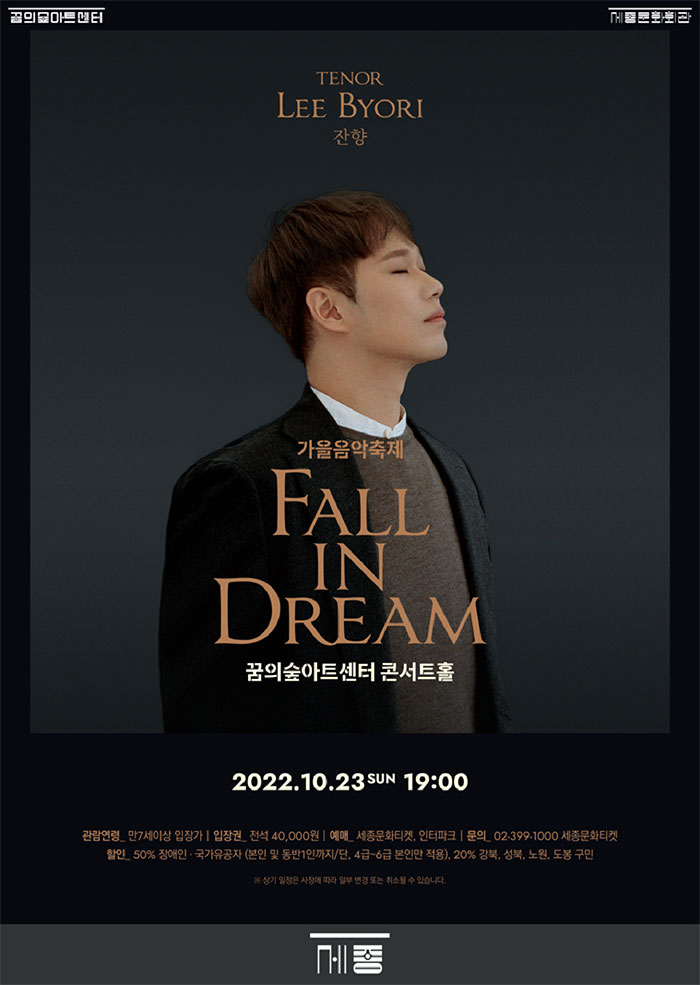 꿈의숲아트센터
세종문화회관
TENOR
LEE BYORI
잔향
가을음악축제
FALL
IN
DREAM
꿈의숲아트센터 콘서트홀
2022.10.23 SUN 19:00
관람연령_ 만7세이상 입장가 | 입장권_ 전석 40,000원 | 예매_ 세종문화티켓, 인터파크 | 문의_ 02-399-1000 세종문화티켓
할인_ 50% 장애인 · 국가유공자 (본인 및 동반1인까지/단, 4급~6급 본인만 적용), 20% 강북, 성북, 노원, 도봉 구민
※ 상기 일정은 사정에 따라 일부 변경 또는 취소될 수 있습니다.
세종